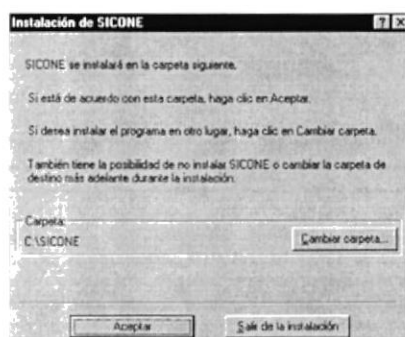 Instalación de SICONE
SICONE se instalará en la carpeta siguiente.
Si está de acuerdo con esta carpeta, haga clic en Aceptar.
Si desea instalar el programa en otro lugar, haga clic en Cambiar carpeta.
También tiene la posibilidad de no instalar SICONE o cambiar la carpeta de
destino más adelante durante la instalación.
Carpeta:
C:\SICONE
Cambiar carpeta...
Aceptar
Salir de la instalación